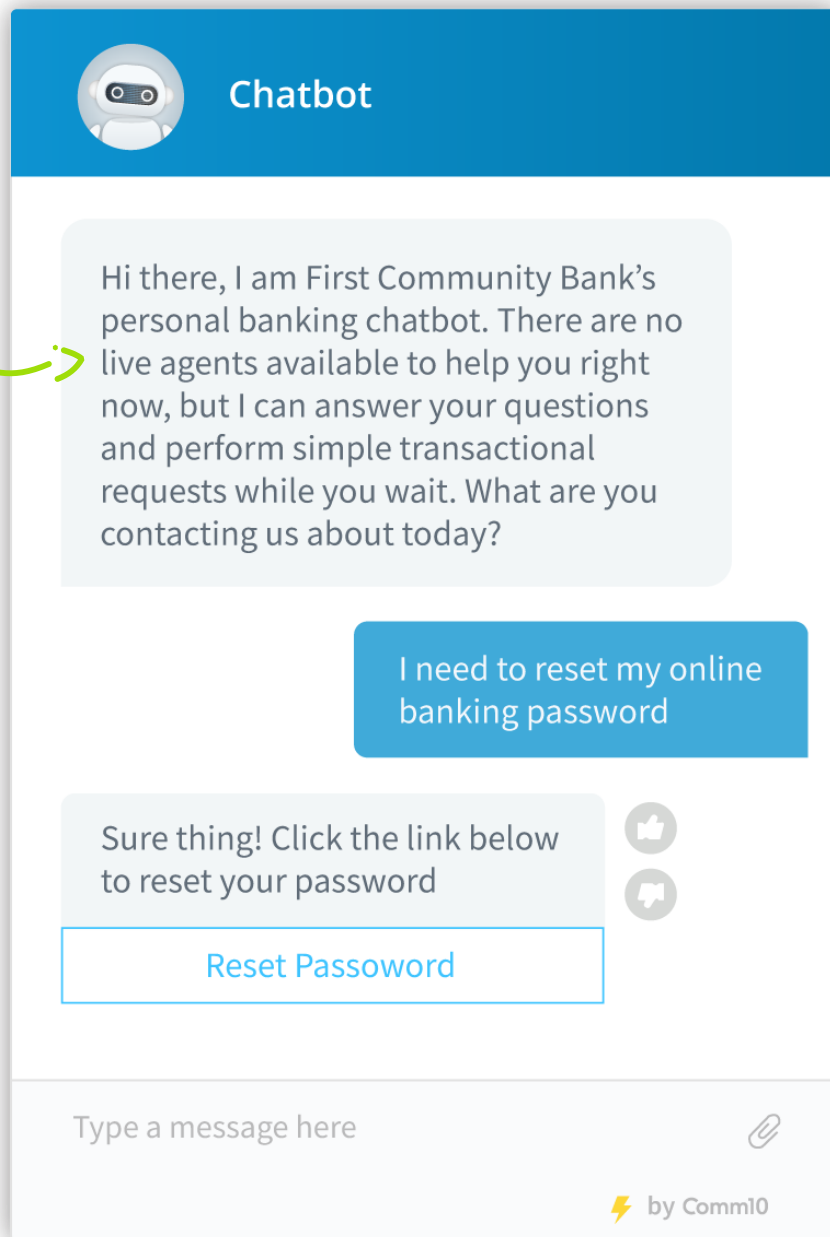 Chatbot
Hi there, I am First Community Bank’s
personal banking chatbot. There are no
live agents available to help you right
now, but I can answer your questions
and perform simple transactional
requests while you wait. What are you
contacting us about today?
I need to reset my online
banking password
Sure thing! Click the link below
to reset your password
Reset Passoword
Type a message here
by Comm10